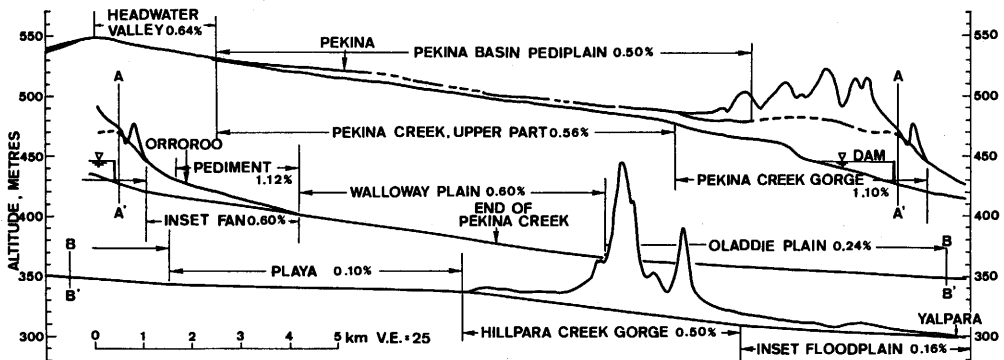 HEADWATER
VALLEY 0.64%
PEKINA
PEKINA BASIN PEDIPLAIN 0.50%
550
550
500
500
450
450
400
400
350
350
300
300
ALTITUDE, METRES
A
A
ORROROO
PEKINA CREEK, UPPER PART 0.56%
DAM
PEDIMENT
1.12%
WALLOWAY PLAIN 0.60%
PEKINA CREEK GORGE
1.10%
A'
A'
INSET FAN 0.60%
END OF
PEKINA CREEK
B
OLADDIE PLAIN 0.24%
B
PLAYA 0.10%
B'
B'
YALPARA
0 1 2 3 4 5 km V.E.=25
HILLPARA CREEK GORGE 0.50%
INSET FLOODPLAIN 0.16%